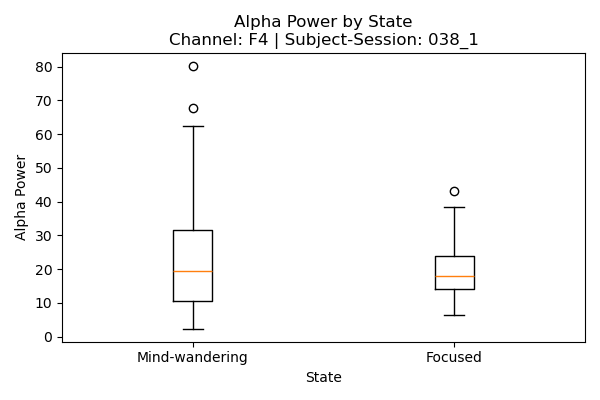 Alpha Power by State
Channel: F4 | Subject-Session: 038_1
80
70
60
50
40
30
20
10
0
Alpha Power
Mind-wandering
Focused
State